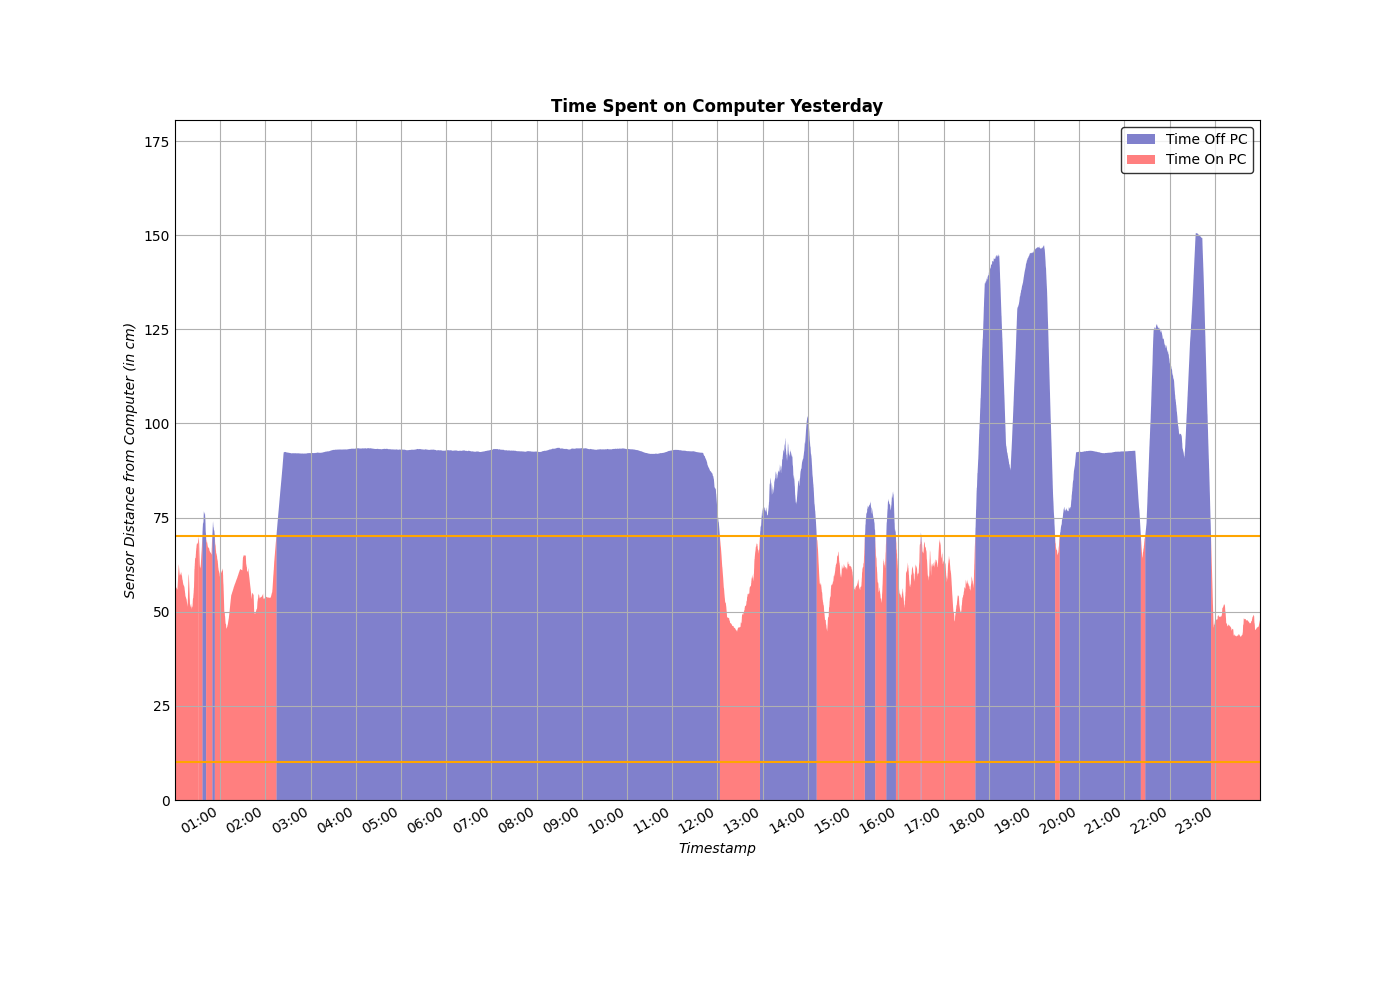 Time Spent on Computer Yesterday
Time Off PC
Time On PC
Sensor Distance from Computer (in cm)
175
150
125
100
75
50
25
0
01:00 02:00 03:00 04:00 05:00 06:00 07:00 08:00 09:00 10:00 11:00 12:00 13:00 14:00 15:00 16:00 17:00 18:00 19:00 20:00 21:00 22:00 23:00
Timestamp